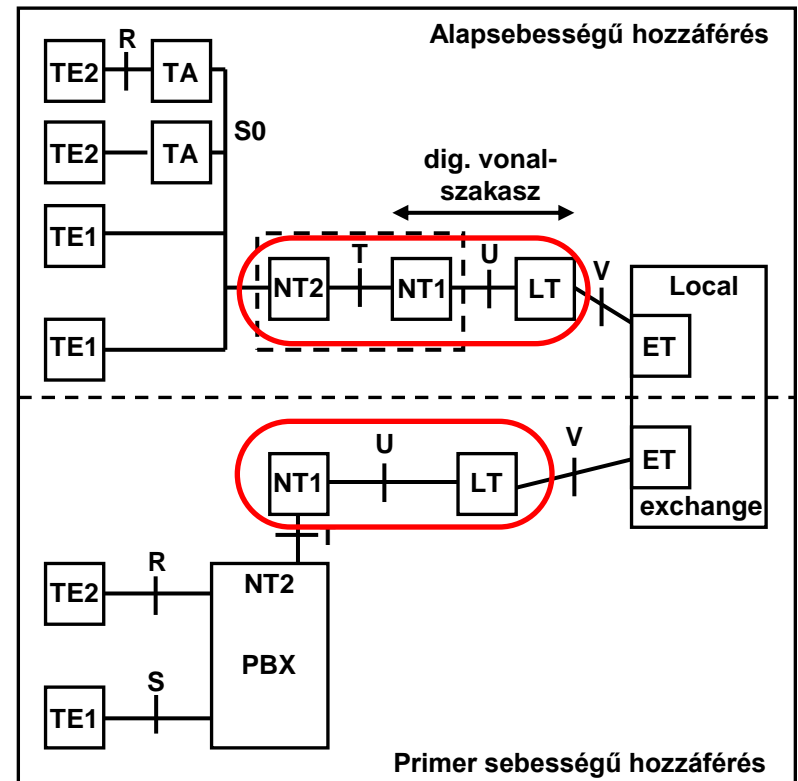 Alapsebességű hozzáférés
R
TE2
TA
S0
TE2
TA
dig. vonal-
szakasz
TE1
T
U
V
NT2
NT1
LT
Local
TE1
ET
U
V
ET
NT1
LT
exchange
R
NT2
TE2
PBX
S
TE1
Primer sebességű hozzáférés